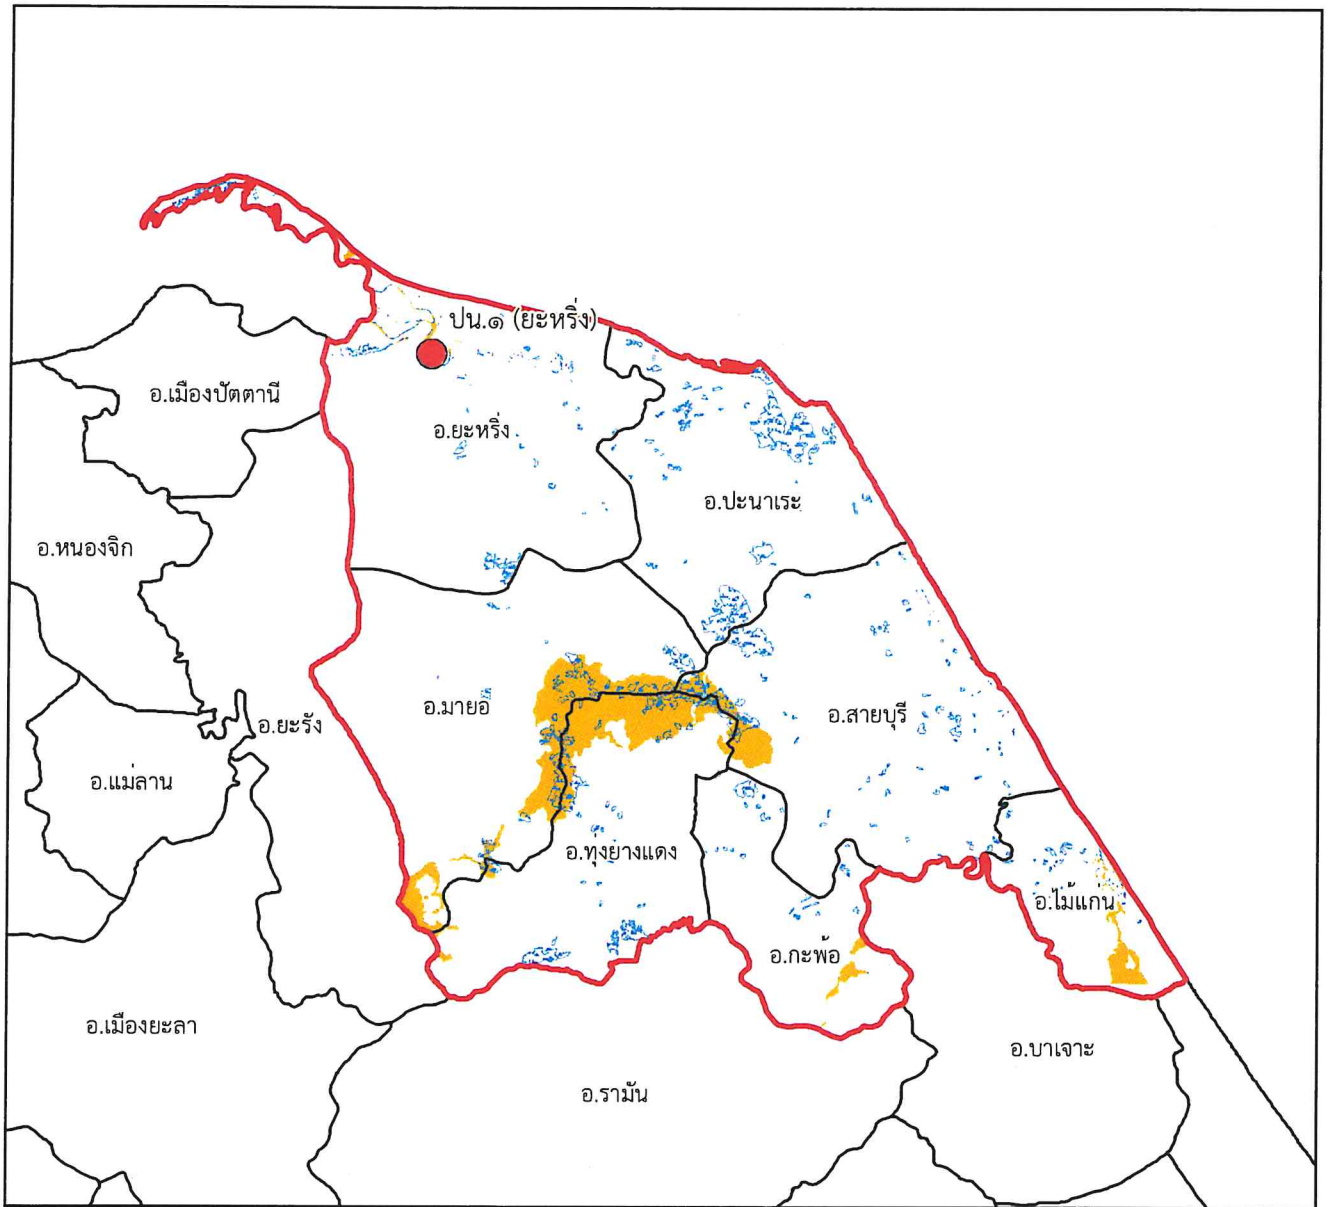 ปน.๑ (ยะหริ่ง)
อ.เมืองปัตตานี
อ.ยะหริ่ง
อ.ปะนาเระ
อ.หนองจิก
อ.มายอ
อ.สายบุรี
อ.ยะรัง
อ.แม่ลาน
อ.ทุ่งยางแดง
อ.ไม้แก่น
อ.กะพ้อ
อ.เมืองยะลา
อ.บาเจาะ
อ.รามัน